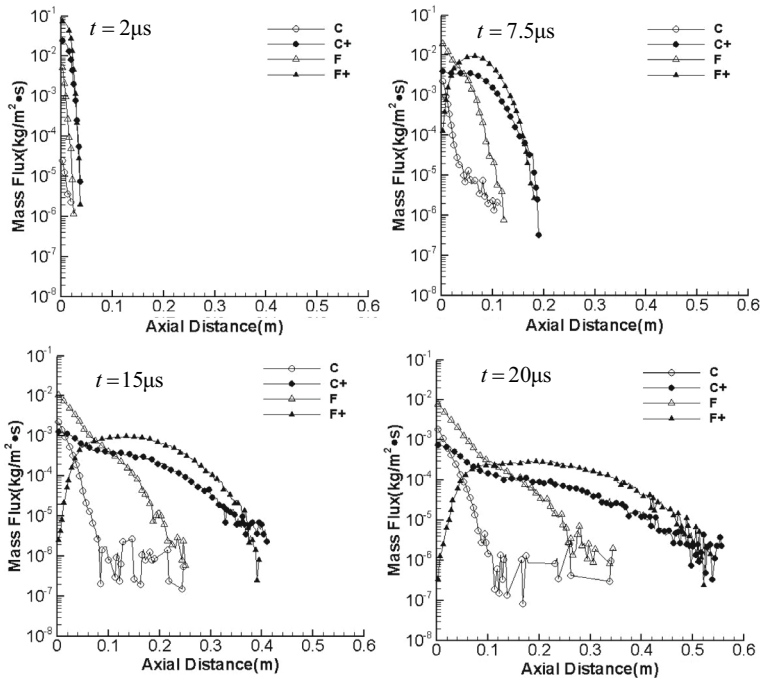 t = 2μs
C
C+
F
F+
Mass Flux(kg/m²•s)
10⁻¹
10⁻²
10⁻³
10⁻⁴
10⁻⁵
10⁻⁶
10⁻⁷
10⁻⁸
0 0.1 0.2 0.3 0.4 0.5 0.6
Axial Distance(m)
t = 7.5μs
C
C+
F
F+
Mass Flux(kg/m²•s)
10⁻¹
10⁻²
10⁻³
10⁻⁴
10⁻⁵
10⁻⁶
10⁻⁷
10⁻⁸
0 0.1 0.2 0.3 0.4 0.5 0.6
Axial Distance(m)
t = 15μs
C
C+
F
F+
Mass Flux(kg/m²•s)
10⁻¹
10⁻²
10⁻³
10⁻⁴
10⁻⁵
10⁻⁶
10⁻⁷
10⁻⁸
0 0.1 0.2 0.3 0.4 0.5 0.6
Axial Distance(m)
t = 20μs
C
C+
F
F+
Mass Flux(kg/m²•s)
10⁻¹
10⁻²
10⁻³
10⁻⁴
10⁻⁵
10⁻⁶
10⁻⁷
10⁻⁸
0 0.1 0.2 0.3 0.4 0.5 0.6
Axial Distance(m)